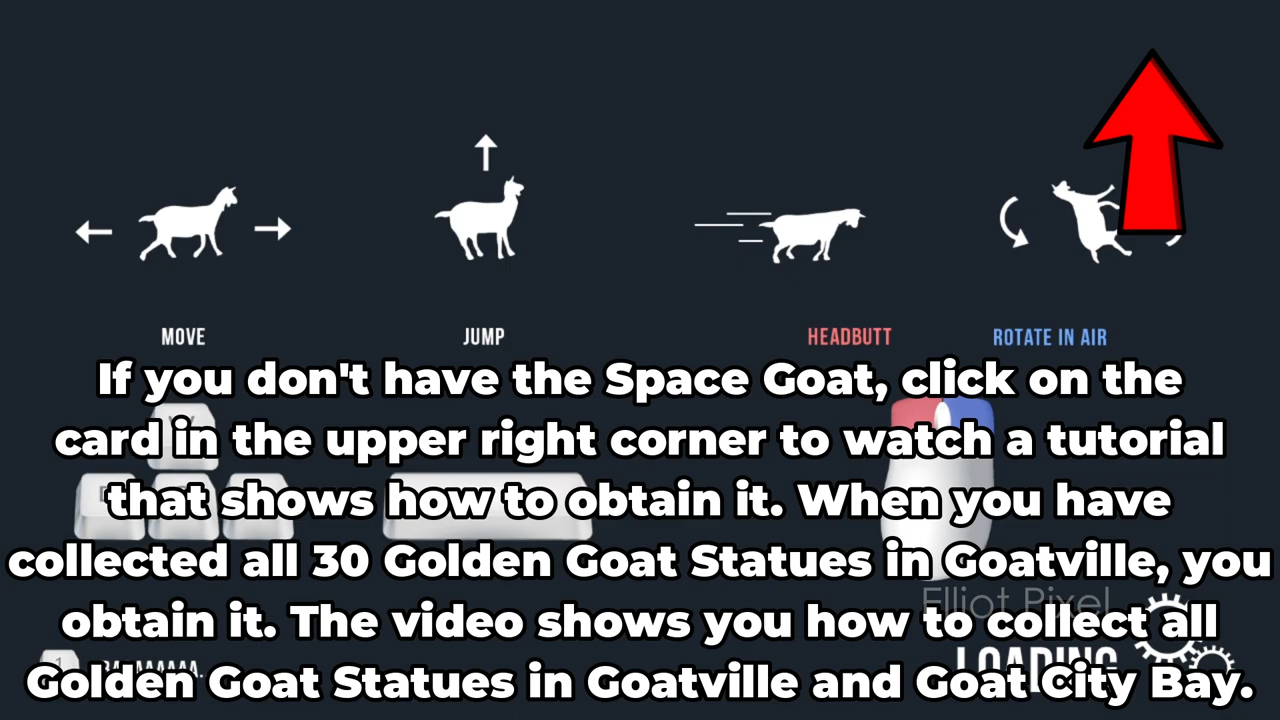 MOVE
JUMP
HEADBUTT
ROTATE IN AIR
If you don't have the Space Goat, click on the
card in the upper right corner to watch a tutorial
that shows how to obtain it. When you have
collected all 30 Golden Goat Statues in Goatville, you
obtain it. The video shows you how to collect all
Golden Goat Statues in Goatville and Goat City Bay.
Elliot Pixel
LOADING
1